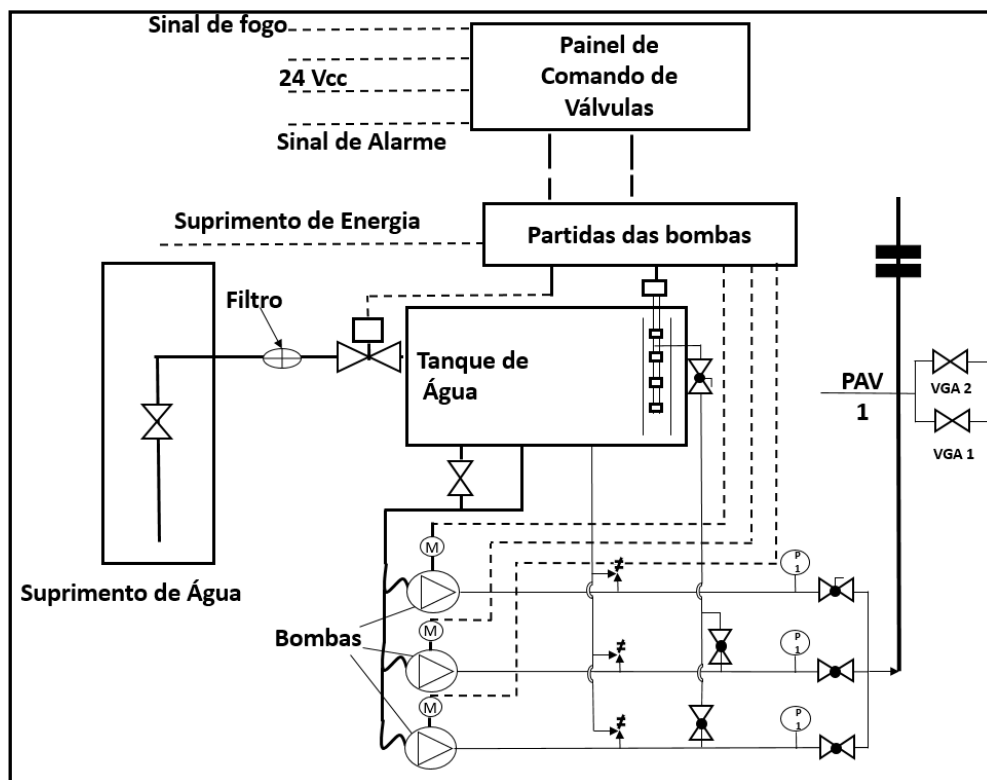 Sinal de fogo
24 Vcc
Sinal de Alarme
Painel de
Comando de
Válvulas
Suprimento de Energia
Partidas das bombas
Filtro
Tanque de
Água
PAV
1
VGA 2
VGA 1
Suprimento de Água
Bombas
M
M
M
P
1
P
1
P
1